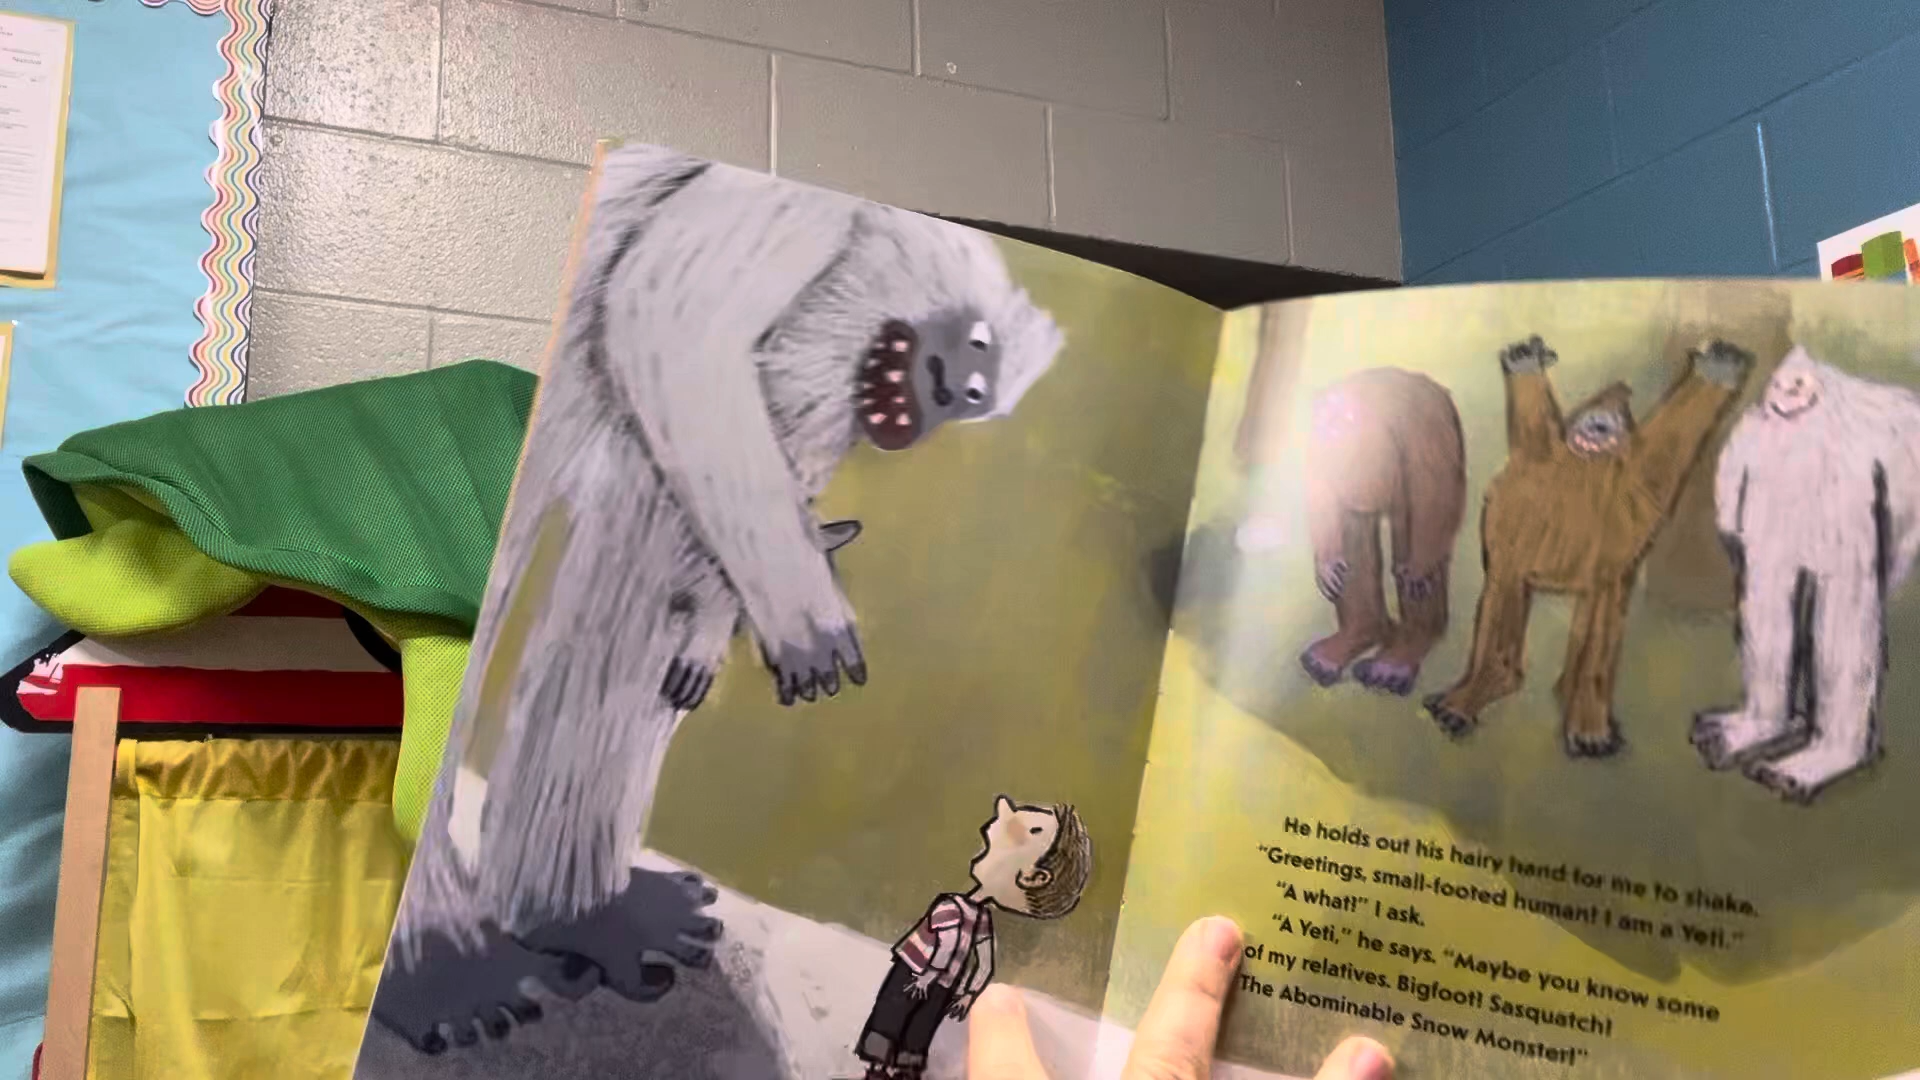 He holds out his hairy hand for me to shake.
"Greetings, small-footed human! I am a Yeti."
"A what?" I ask.
"A Yeti," he says. "Maybe you know some
of my relatives. Bigfoot? Sasquatch?
The Abominable Snow Monster?"